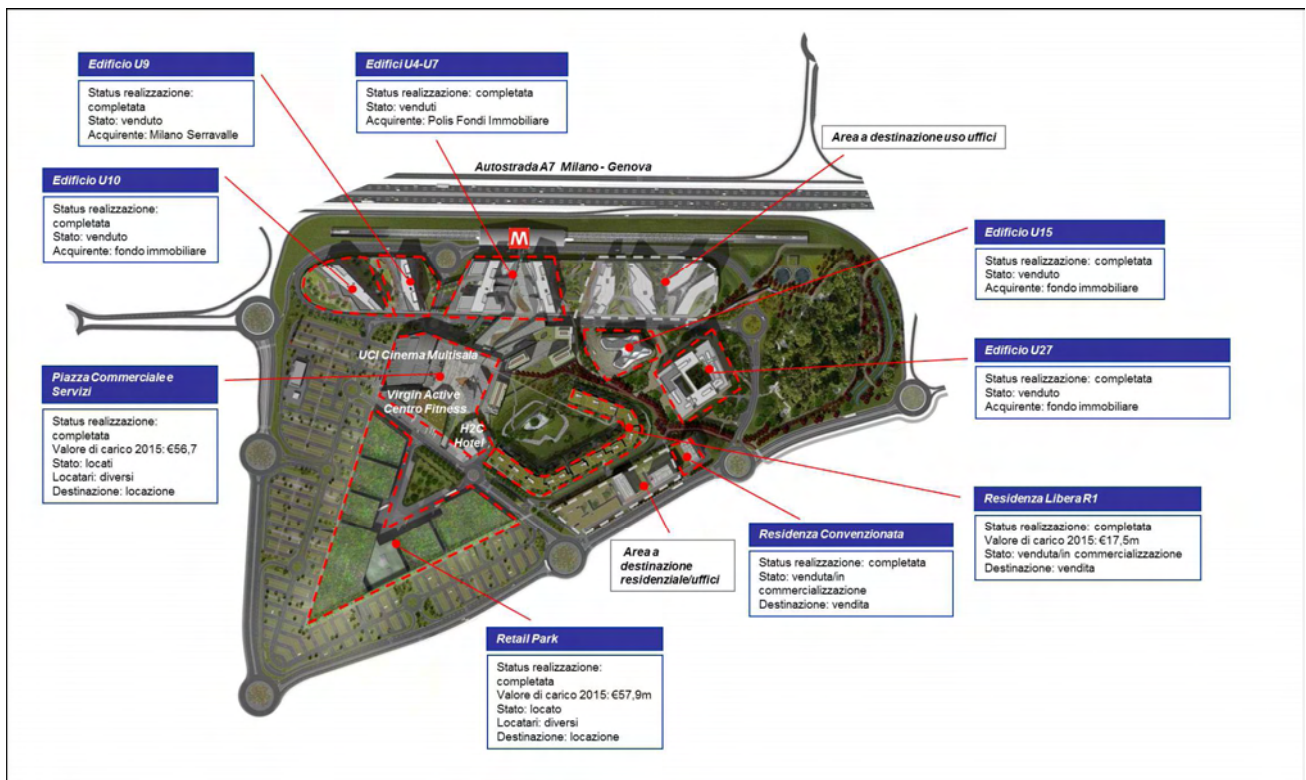 Edificio U9
Status realizzazione:
completata
Stato: venduto
Acquirente: Milano Serravalle
Edifici U4-U7
Status realizzazione: completata
Stato: venduti
Acquirente: Polis Fondi Immobiliare
Area a destinazione uso uffici
Autostrada A7 Milano - Genova
Edificio U10
Status realizzazione:
completata
Stato: venduto
Acquirente: fondo immobiliare
M
Edificio U15
Status realizzazione: completata
Stato: venduto
Acquirente: fondo immobiliare
UCI Cinema Multisala
Virgin Active
Centro Fitness
H2C
Hotel
Edificio U27
Status realizzazione: completata
Stato: venduto
Acquirente: fondo immobiliare
Piazza Commerciale e
Servizi
Status realizzazione:
completata
Valore di carico 2015: €56,7
Stato: locati
Locatari: diversi
Destinazione: locazione
Residenza Libera R1
Status realizzazione: completata
Valore di carico 2015: €17,5m
Stato: venduta/in commercializzazione
Destinazione: vendita
Residenza Convenzionata
Status realizzazione: completata
Stato: venduta/in
commercializzazione
Destinazione: vendita
Area a
destinazione
residenziale/uffici
Retail Park
Status realizzazione:
completata
Valore di carico 2015: €57,9m
Stato: locato
Locatari: diversi
Destinazione: locazione